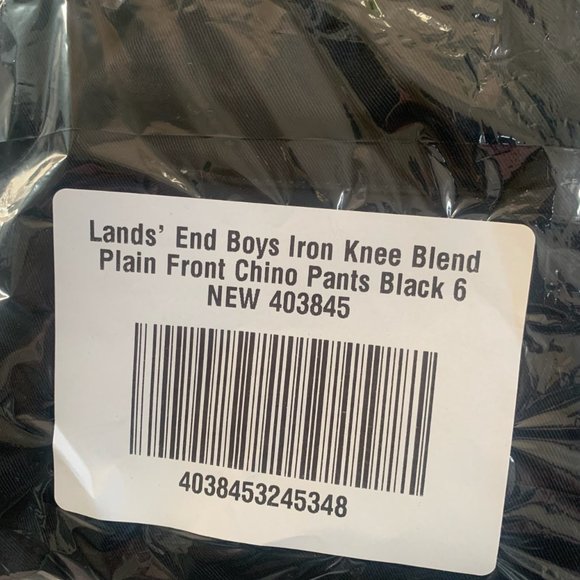 Lands’ End Boys Iron Knee Blend
Plain Front Chino Pants Black 6
NEW 403845
4038453245348